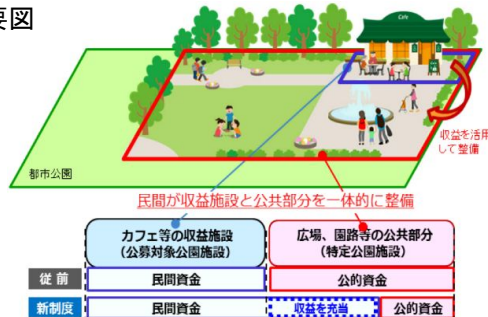 要図
Cafe
収益を活用
して整備
都市公園
民間が収益施設と公共部分を一体的に整備
カフェ等の収益施設
(公募対象公園施設)
広場、園路等の公共部分
(特定公園施設)
従前
民間資金
公的資金
新制度
民間資金
収益を充当
公的資金